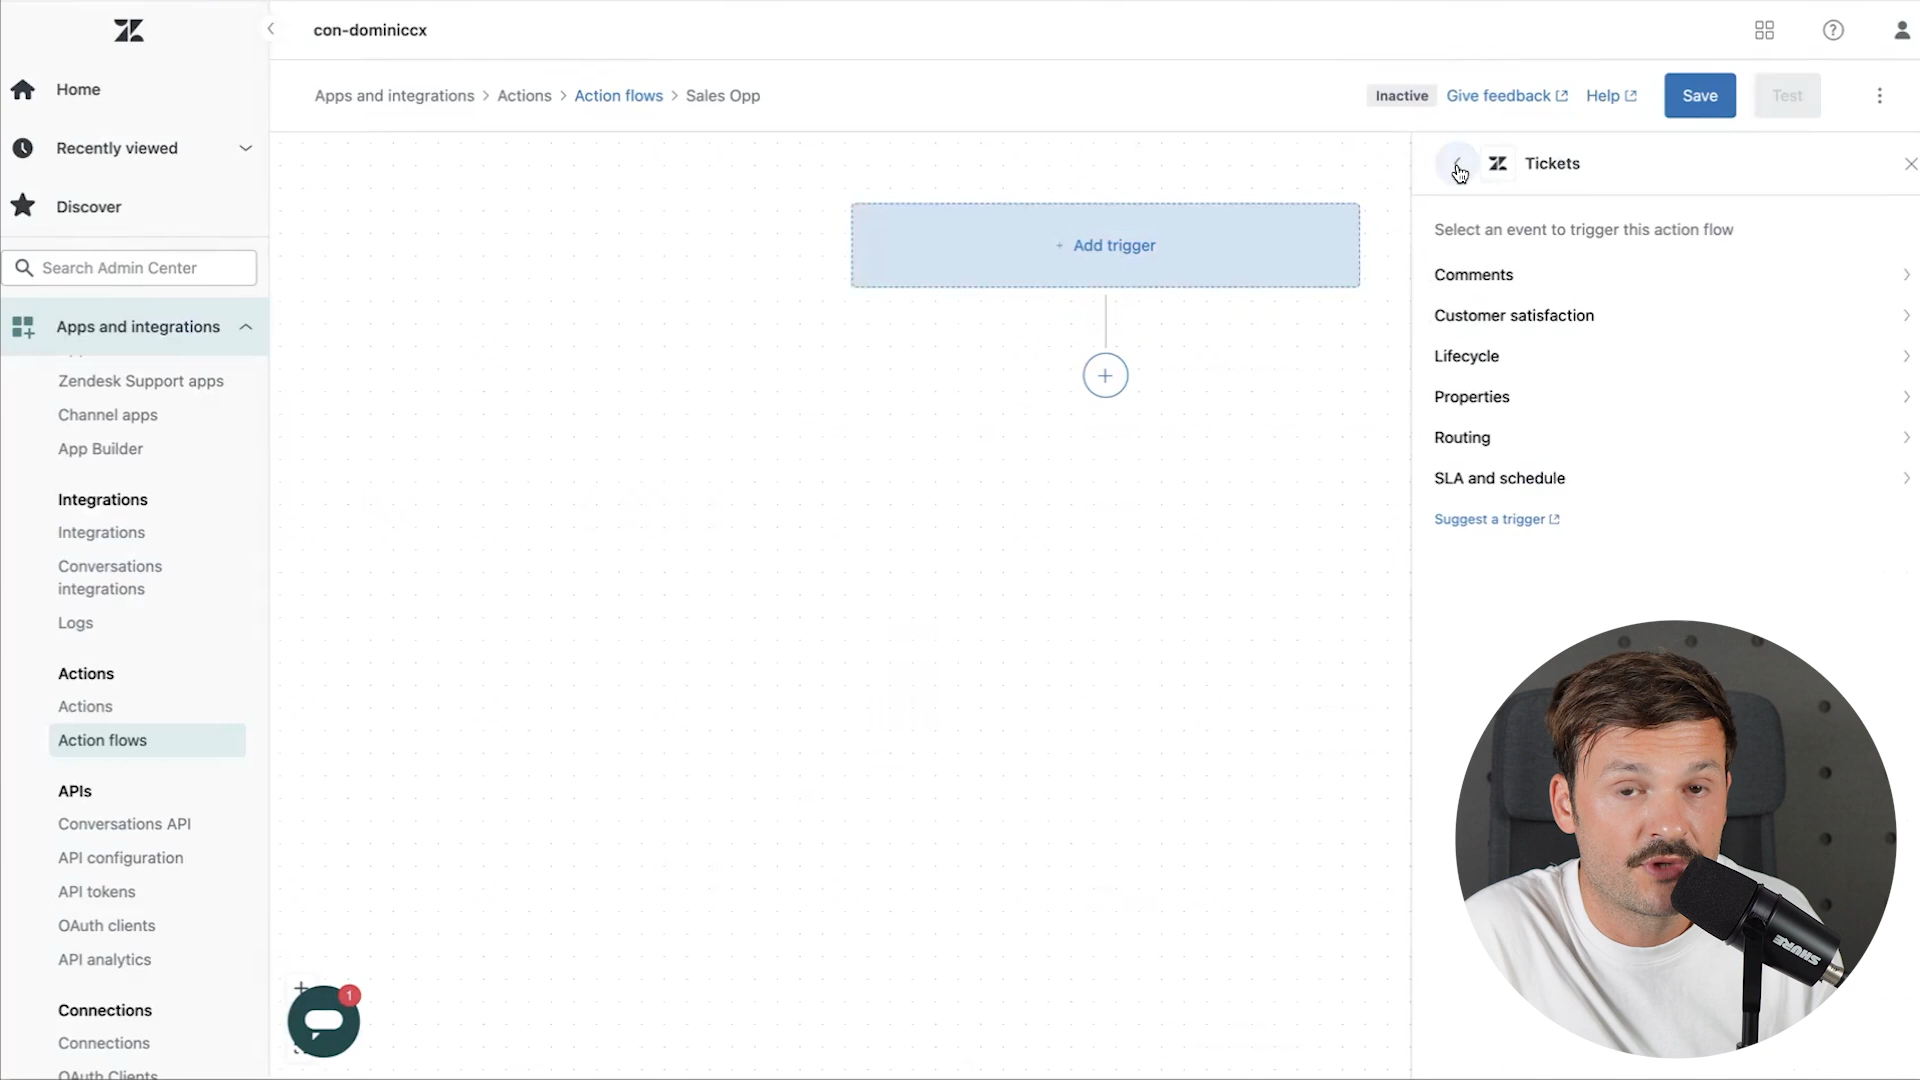 con-dominiccx
Home
Recently viewed
Discover
Search Admin Center
Apps and integrations
Zendesk Support apps
Channel apps
App Builder
Integrations
Integrations
Conversations
integrations
Logs
Actions
Actions
Action flows
APIs
Conversations API
API configuration
API tokens
OAuth clients
API analytics
Connections
Connections
OAuth Clients
Apps and integrations > Actions > Action flows > Sales Opp
Inactive
Give feedback
Help
Save
Test
+ Add trigger
1
Tickets
Select an event to trigger this action flow
Comments
Customer satisfaction
Lifecycle
Properties
Routing
SLA and schedule
Suggest a trigger
SHURE